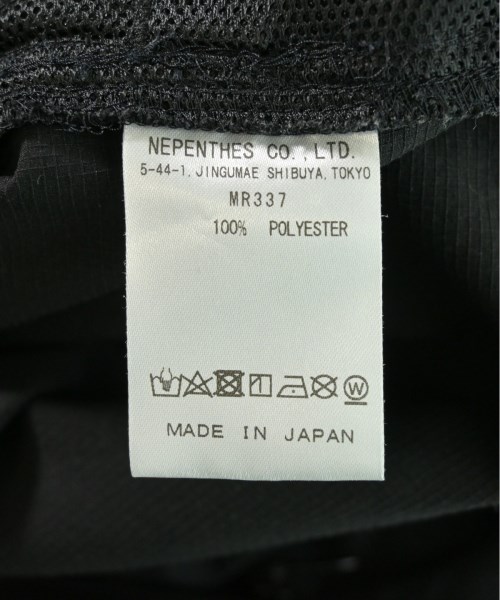 NEPENTHES CO.,LTD.
5-44-1, JINGUMAE SHIBUYA, TOKYO
MR337
100% POLYESTER
W
MADE IN JAPAN